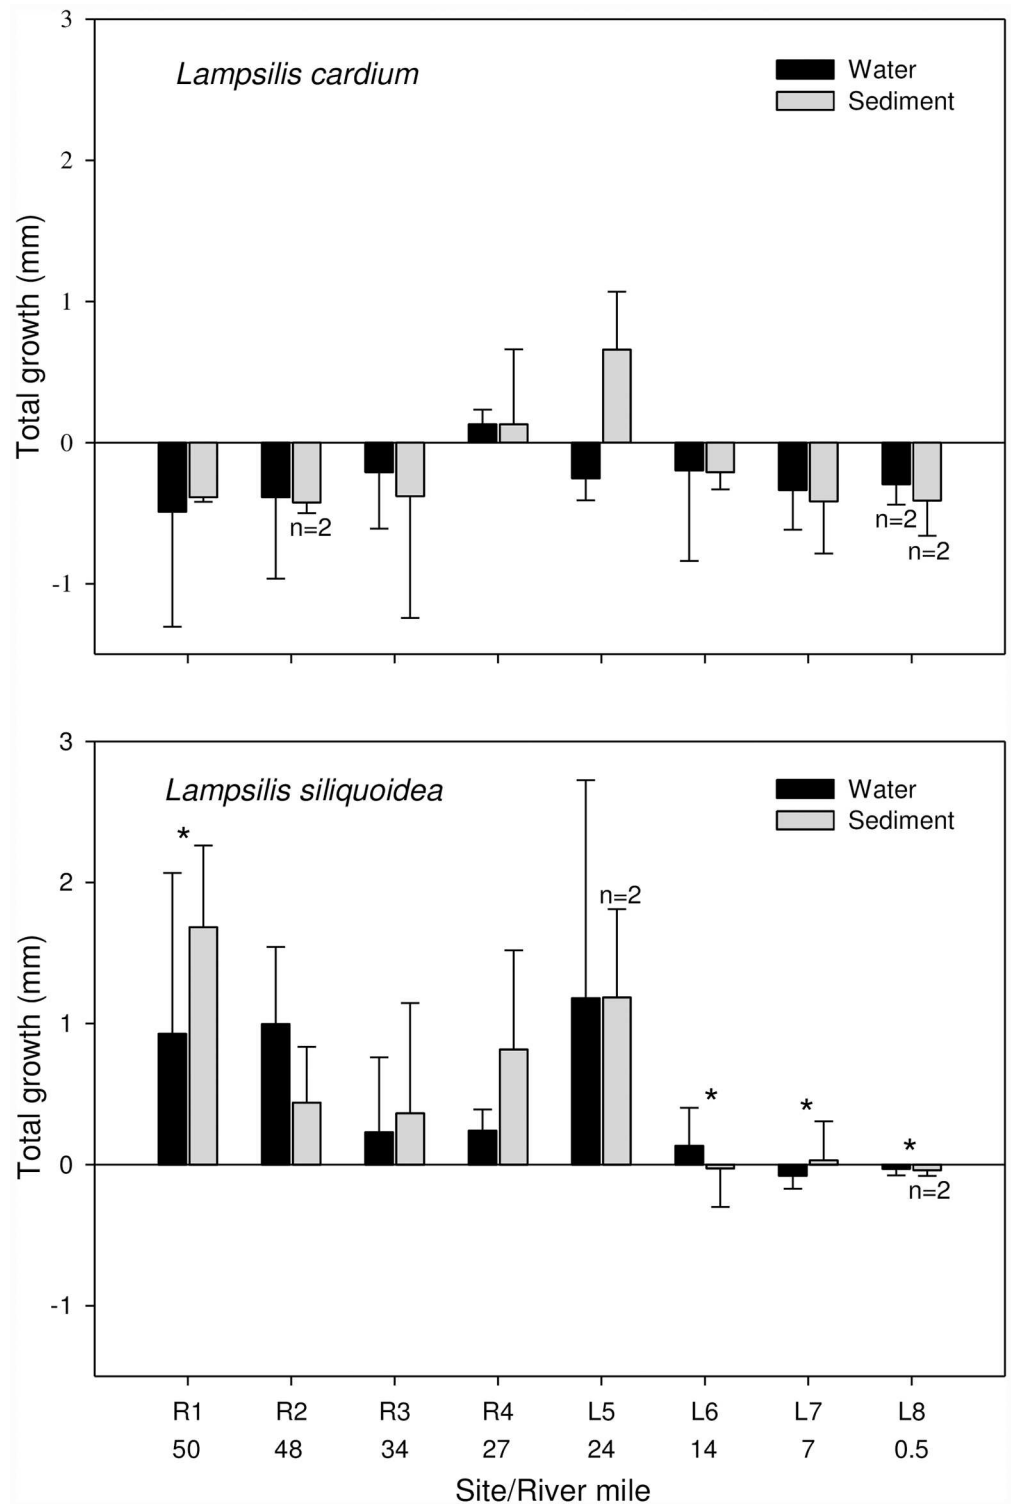 3
Lampsilis cardium
Water
Sediment
2
1
0
-1
Total growth (mm)
n=2
n=2
n=2
3
Lampsilis siliquoidea
Water
Sediment
*
2
n=2
1
*
*
*
0
n=2
-1
Total growth (mm)
R1 R2 R3 R4 L5 L6 L7 L8
50 48 34 27 24 14 7 0.5
Site/River mile